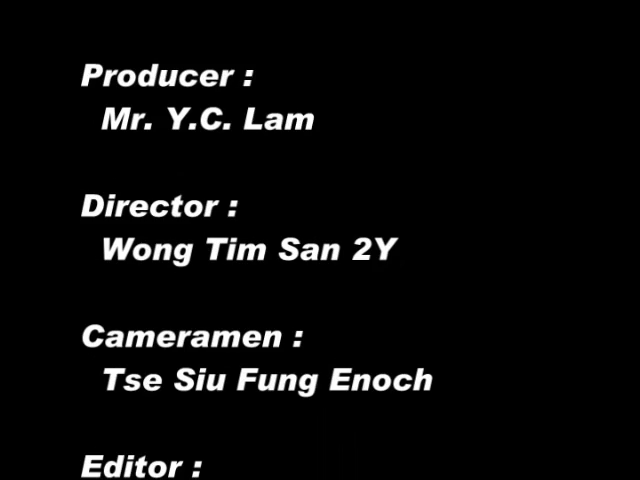 Producer :
Mr. Y.C. Lam
Director :
Wong Tim San 2Y
Cameramen :
Tse Siu Fung Enoch
Editor :